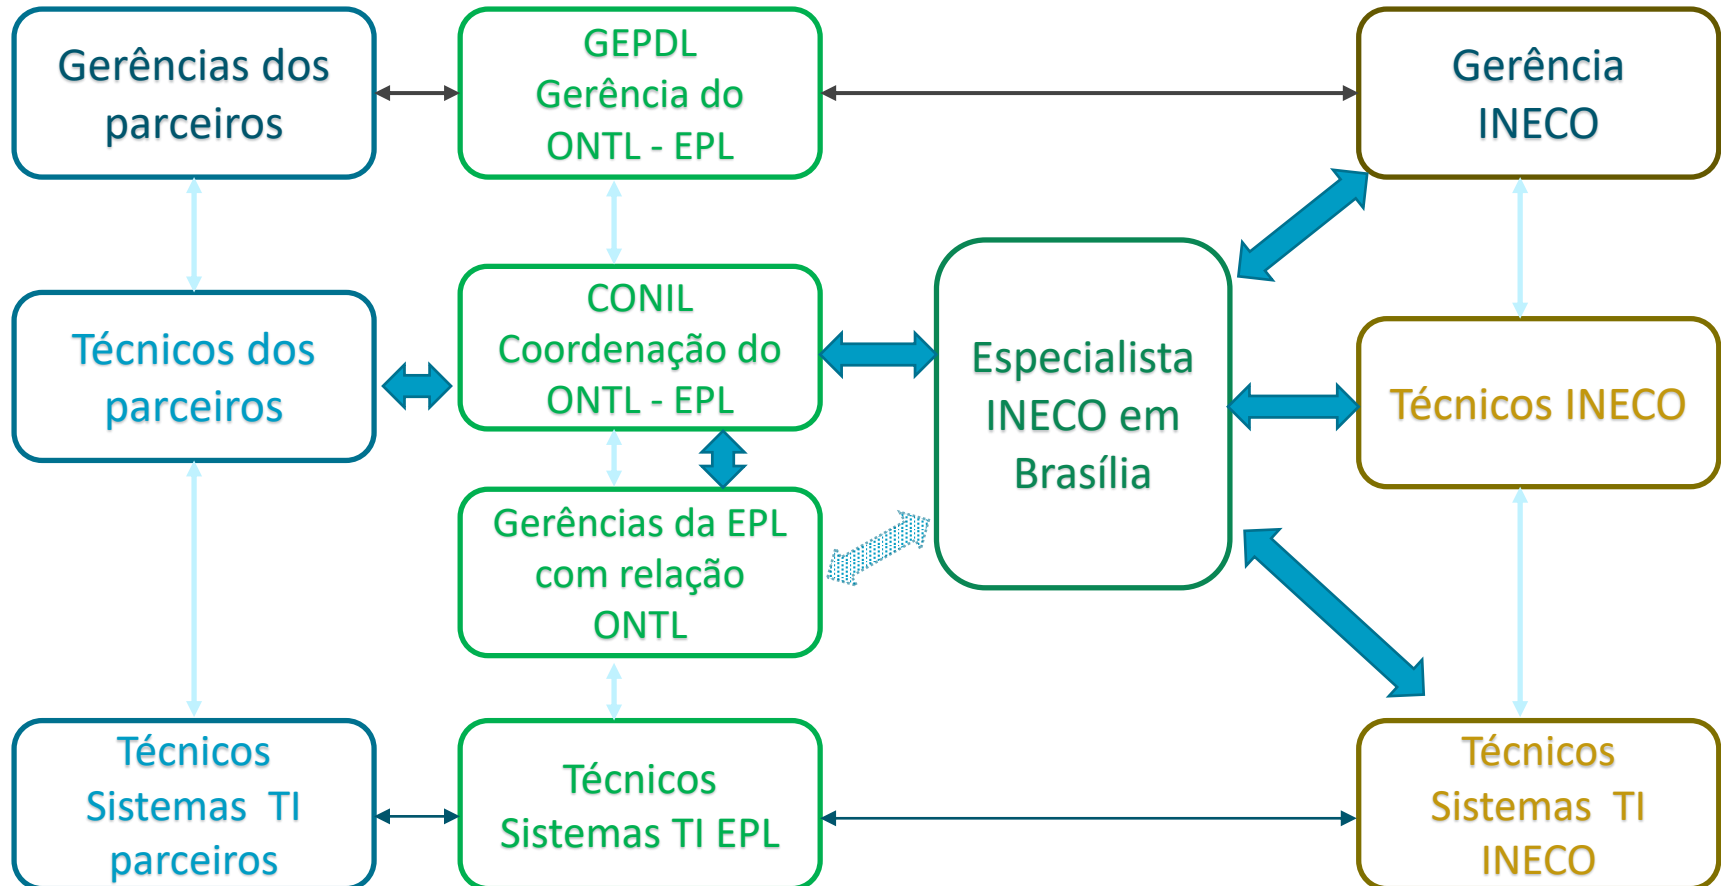 Gerências dos
parceiros
GEPDL
Gerência do
ONTL - EPL
Gerência
INECO
Técnicos dos
parceiros
CONIL
Coordenação do
ONTL - EPL
Especialista
INECO em
Brasília
Técnicos INECO
Gerências da EPL
com relação
ONTL
Técnicos
Sistemas TI
parceiros
Técnicos
Sistemas TI EPL
Técnicos
Sistemas TI
INECO